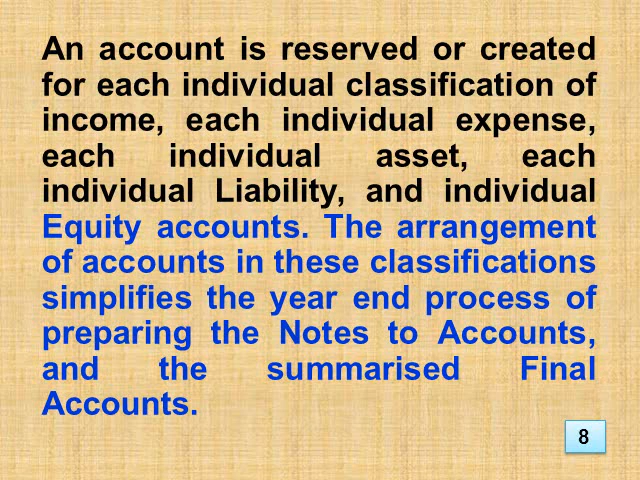 An account is reserved or created
for each individual classification of
income, each individual expense,
each individual asset, each
individual Liability, and individual
Equity accounts. The arrangement
of accounts in these classifications
simplifies the year end process of
preparing the Notes to Accounts,
and the summarised Final
Accounts.
8